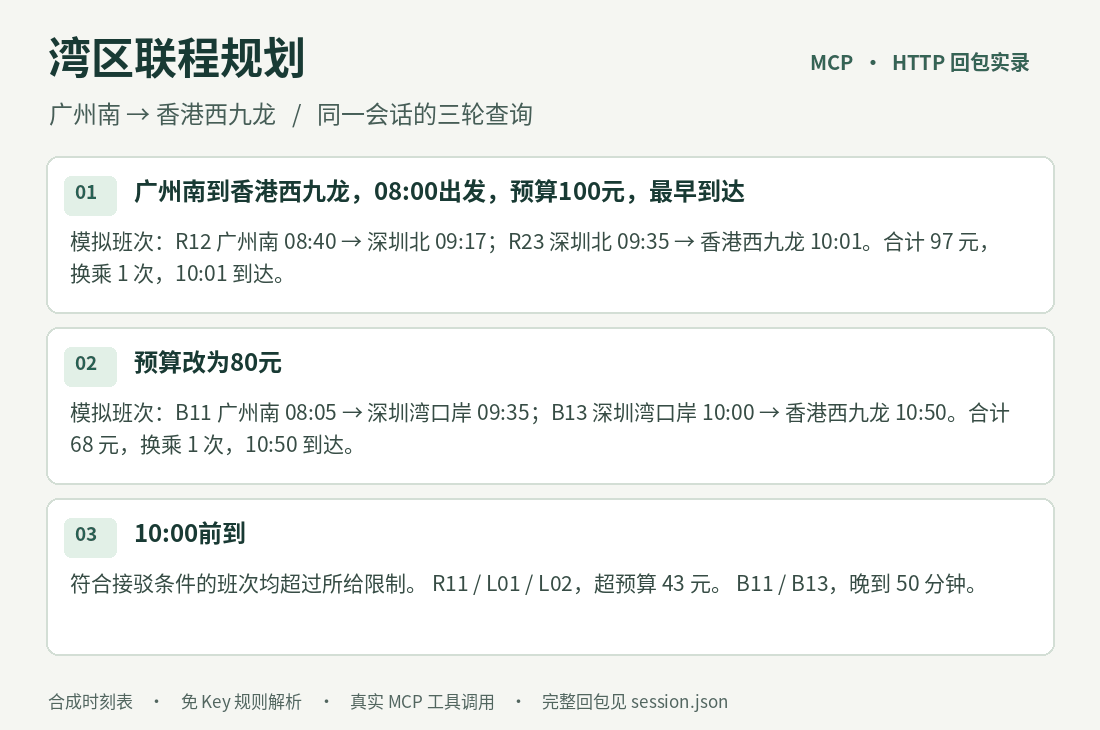 湾区联程规划
MCP · HTTP 回包实录
广州南 → 香港西九龙 / 同一会话的三轮查询
01 广州南到香港西九龙，08:00出发，预算100元，最早到达
模拟班次：R12 广州南 08:40 → 深圳北 09:17；R23 深圳北 09:35 → 香港西九龙 10:01。合计 97 元，
换乘 1 次，10:01 到达。
02 预算改为80元
模拟班次：B11 广州南 08:05 → 深圳湾口岸 09:35；B13 深圳湾口岸 10:00 → 香港西九龙 10:50。合计
68 元，换乘 1 次，10:50 到达。
03 10:00前到
符合接驳条件的班次均超过所给限制。 R11 / L01 / L02，超预算 43 元。 B11 / B13，晚到 50 分钟。
合成时刻表 · 免 Key 规则解析 · 真实 MCP 工具调用 · 完整回包见 session.json